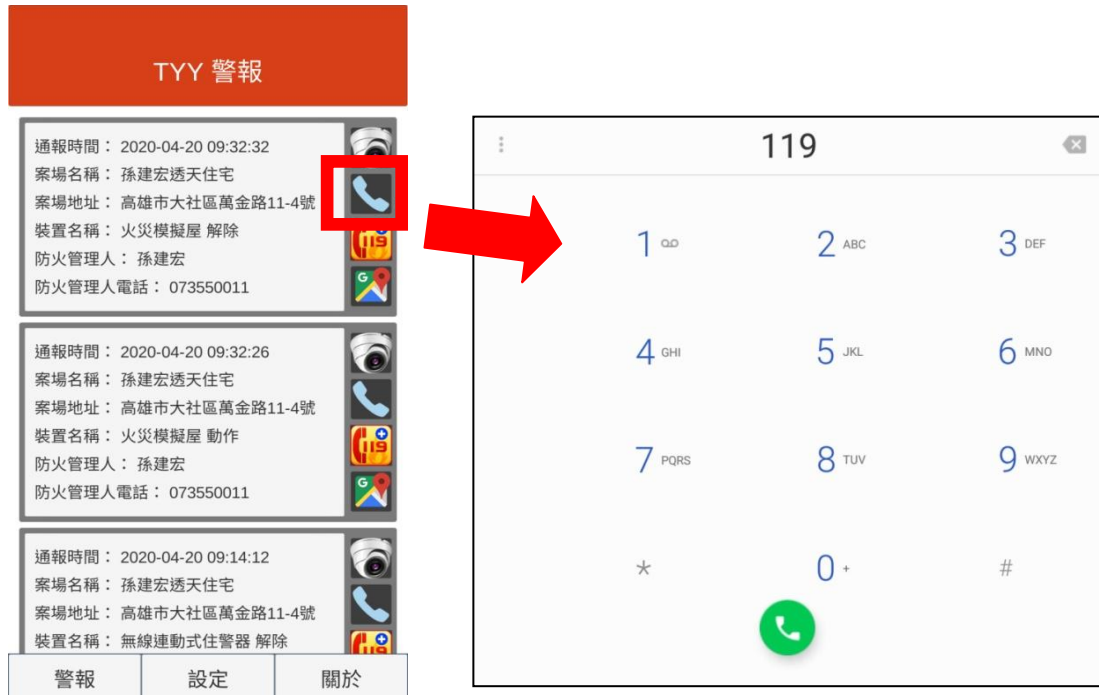 TYY 警報
通報時間： 2020-04-20 09:32:32
案場名稱： 孫建宏透天住宅
案場地址： 高雄市大社區萬金路11-4號
裝置名稱： 火災模擬屋 解除
防火管理人： 孫建宏
防火管理人電話： 073550011
119
G
通報時間： 2020-04-20 09:32:26
案場名稱： 孫建宏透天住宅
案場地址： 高雄市大社區萬金路11-4號
裝置名稱： 火災模擬屋 動作
防火管理人： 孫建宏
防火管理人電話： 073550011
119
G
通報時間： 2020-04-20 09:14:12
案場名稱： 孫建宏透天住宅
案場地址： 高雄市大社區萬金路11-4號
裝置名稱： 無線連動式住警器 解除
119
警報 設定 關於
119
1 2 ABC 3 DEF
4 GHI 5 JKL 6 MNO
7 PQRS 8 TUV 9 WXYZ
* 0 + #